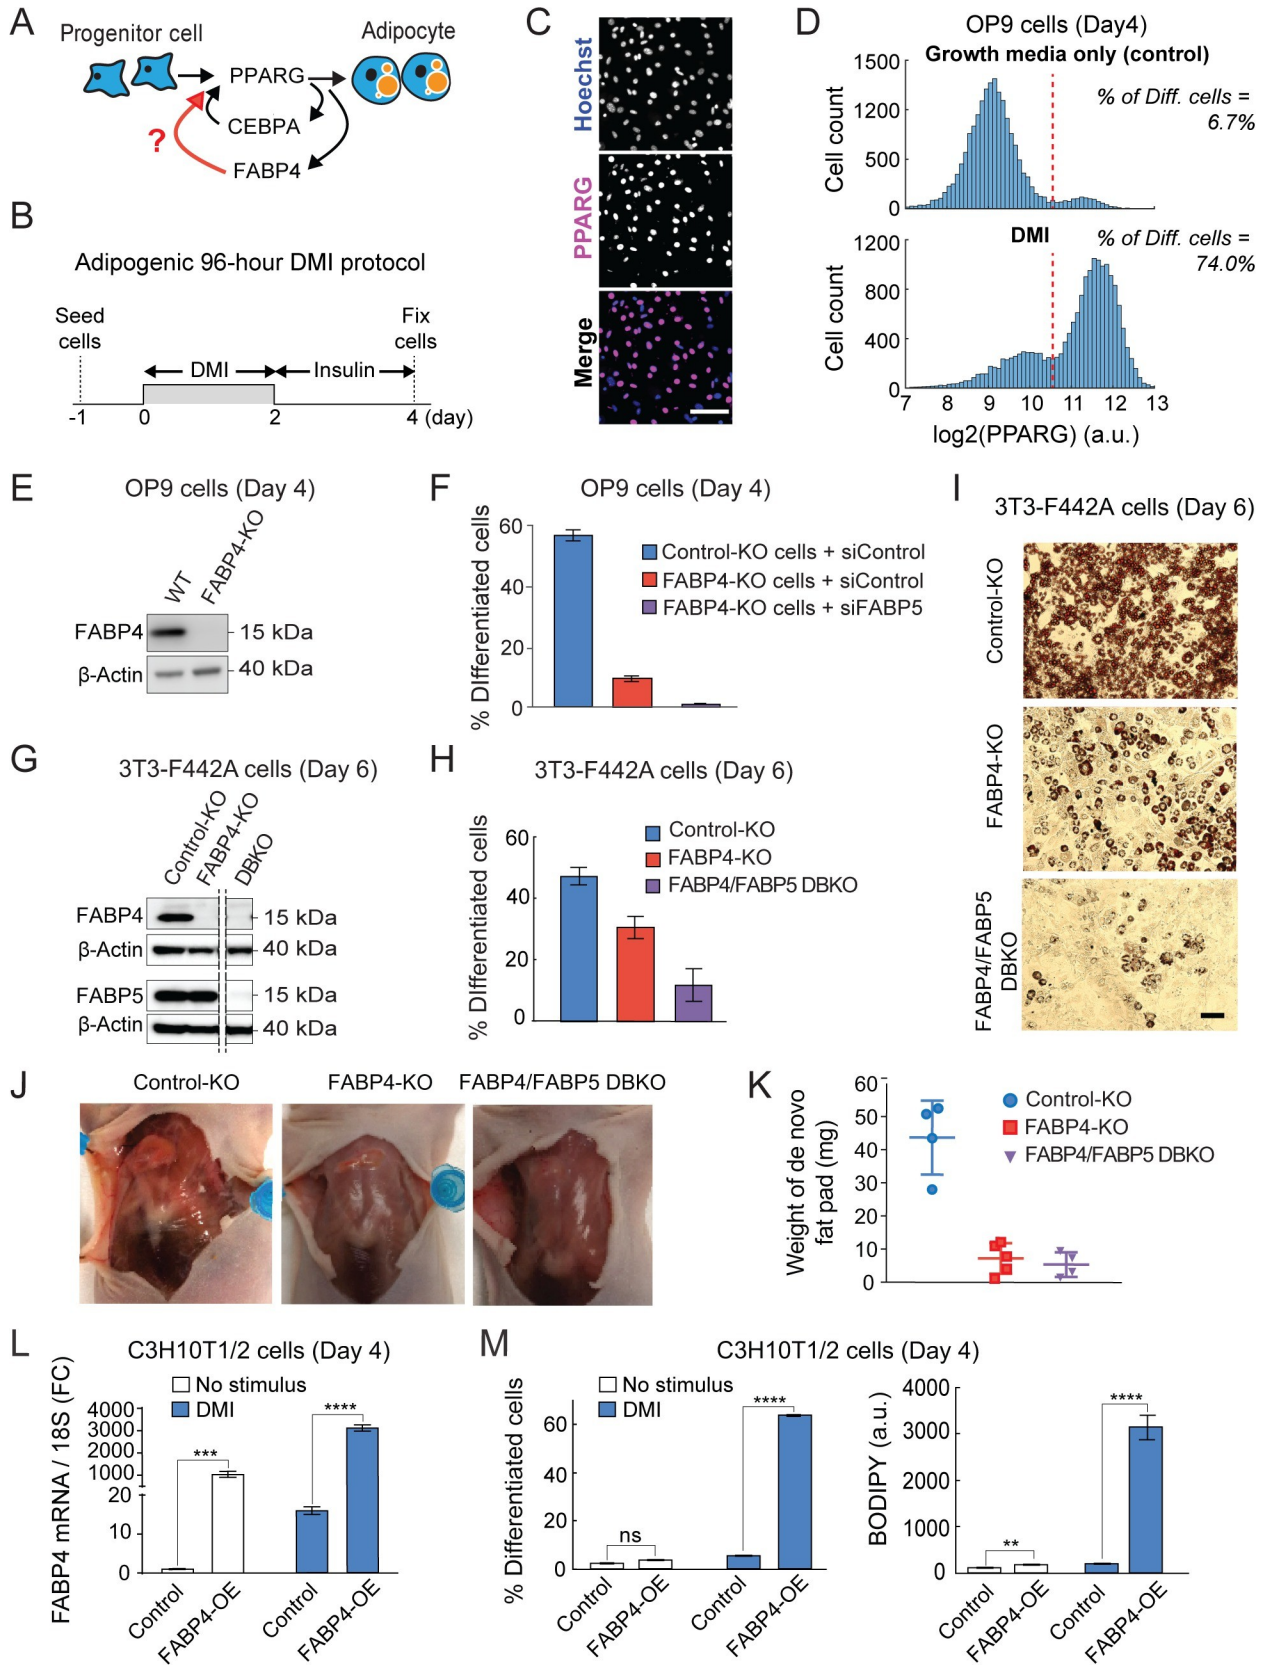 A
Progenitor cell
Adipocyte
PPARG
CEBPA
?
FABP4
B
Adipogenic 96-hour DMI protocol
Seed
cells
Fix
cells
DMI
Insulin
-1
0
2
4 (day)
C
Hoechst
PPARG
Merge
D
OP9 cells (Day4)
Growth media only (control)
% of Diff. cells =
6.7%
Cell count
1500
1200
500
0
DMI
% of Diff. cells =
74.0%
Cell count
1200
800
400
0
7 8 9 10 11 12 13
log2(PPARG) (a.u.)
E
OP9 cells (Day 4)
WT
FABP4-KO
FABP4
15 kDa
β-Actin
40 kDa
F
OP9 cells (Day 4)
% DIfferentiated cells
60
40
20
0
Control-KO cells + siControl
FABP4-KO cells + siControl
FABP4-KO cells + siFABP5
G
3T3-F442A cells (Day 6)
Control-KO
FABP4-KO
DBKO
FABP4
15 kDa
β-Actin
40 kDa
FABP5
15 kDa
β-Actin
40 kDa
H
3T3-F442A cells (Day 6)
% DIfferentiated cells
60
40
20
0
Control-KO
FABP4-KO
FABP4/FABP5 DBKO
I
3T3-F442A cells (Day 6)
Control-KO
FABP4-KO
FABP4/FABP5
DBKO
J
Control-KO
FABP4-KO
FABP4/FABP5 DBKO
K
Weight of de novo
fat pad (mg)
60
50
40
30
20
10
0
Control-KO
FABP4-KO
FABP4/FABP5 DBKO
L
C3H10T1/2 cells (Day 4)
FABP4 mRNA / 18S (FC)
No stimulus
DMI
4000
3000
2000
1000
20
10
0
***
****
Control
FABP4-OE
Control
FABP4-OE
M
C3H10T1/2 cells (Day 4)
% Differentiated cells
No stimulus
DMI
60
40
20
0
ns
****
Control
FABP4-OE
Control
FABP4-OE
BODIPY (a.u.)
4000
3000
2000
1000
0
**
****
Control
FABP4-OE
Control
FABP4-OE